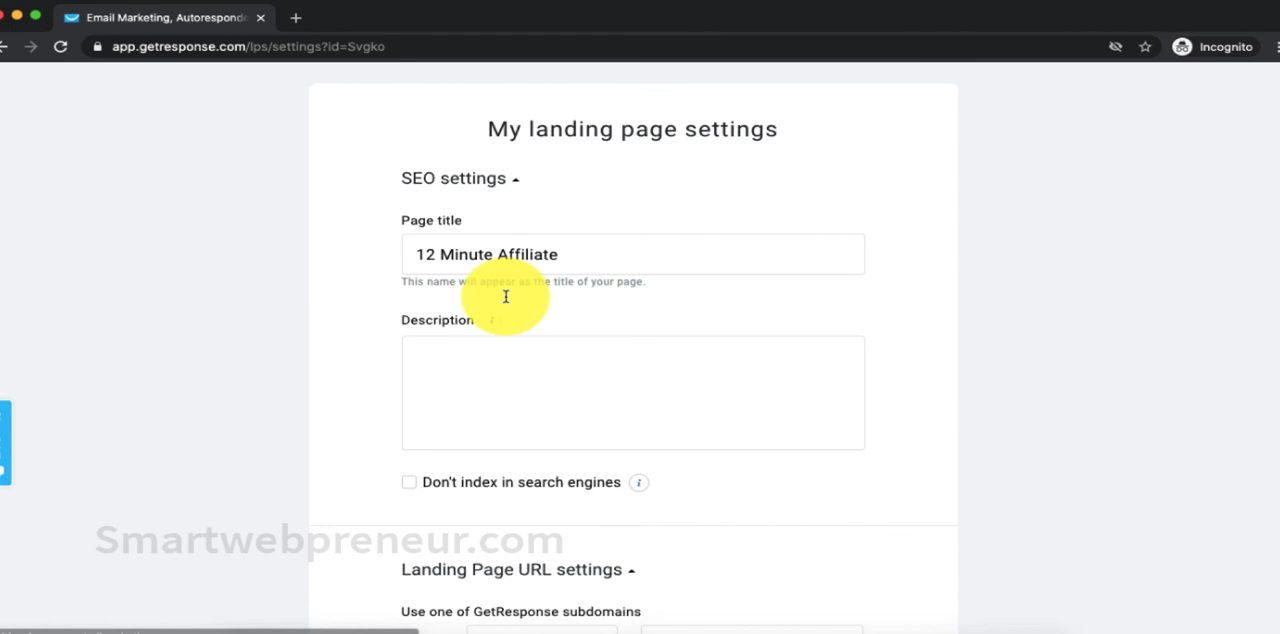 Email Marketing, Autoresponde
app.getresponse.com/lps/settings?id=Svgko
Incognito
My landing page settings
SEO settings
Page title
12 Minute Affiliate
This name will appear as the title of your page.
Description i
Don't index in search engines i
Smartwebpreneur.com
Landing Page URL settings
Use one of GetResponse subdomains